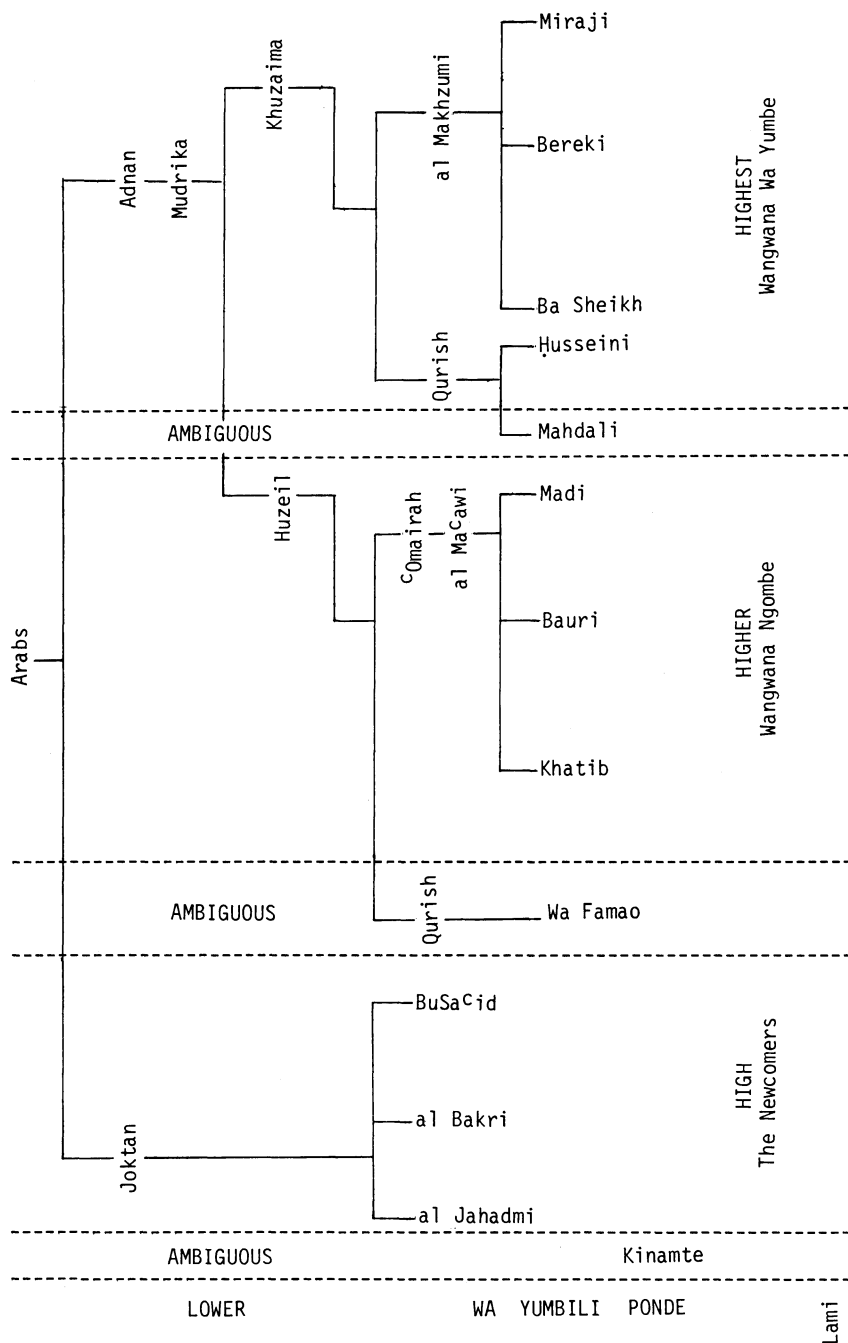 Arabs
Adnan
Mudrika
Khuzaima
al Makhzumi
Miraji
Bereki
Ba Sheikh
Qurish
Ḥusseini
HIGHEST
Wangwana Wa Yumbe
AMBIGUOUS
Mahdali
Huzeil
ᶜOmairah
al Maᶜawi
Madi
Bauri
Khatib
HIGHER
Wangwana Ngombe
AMBIGUOUS
Qurish
Wa Famao
Joktan
BuSaᶜid
al Bakri
al Jahadmi
HIGH
The Newcomers
AMBIGUOUS
Kinamte
LOWER
WA YUMBILI PONDE
Lami